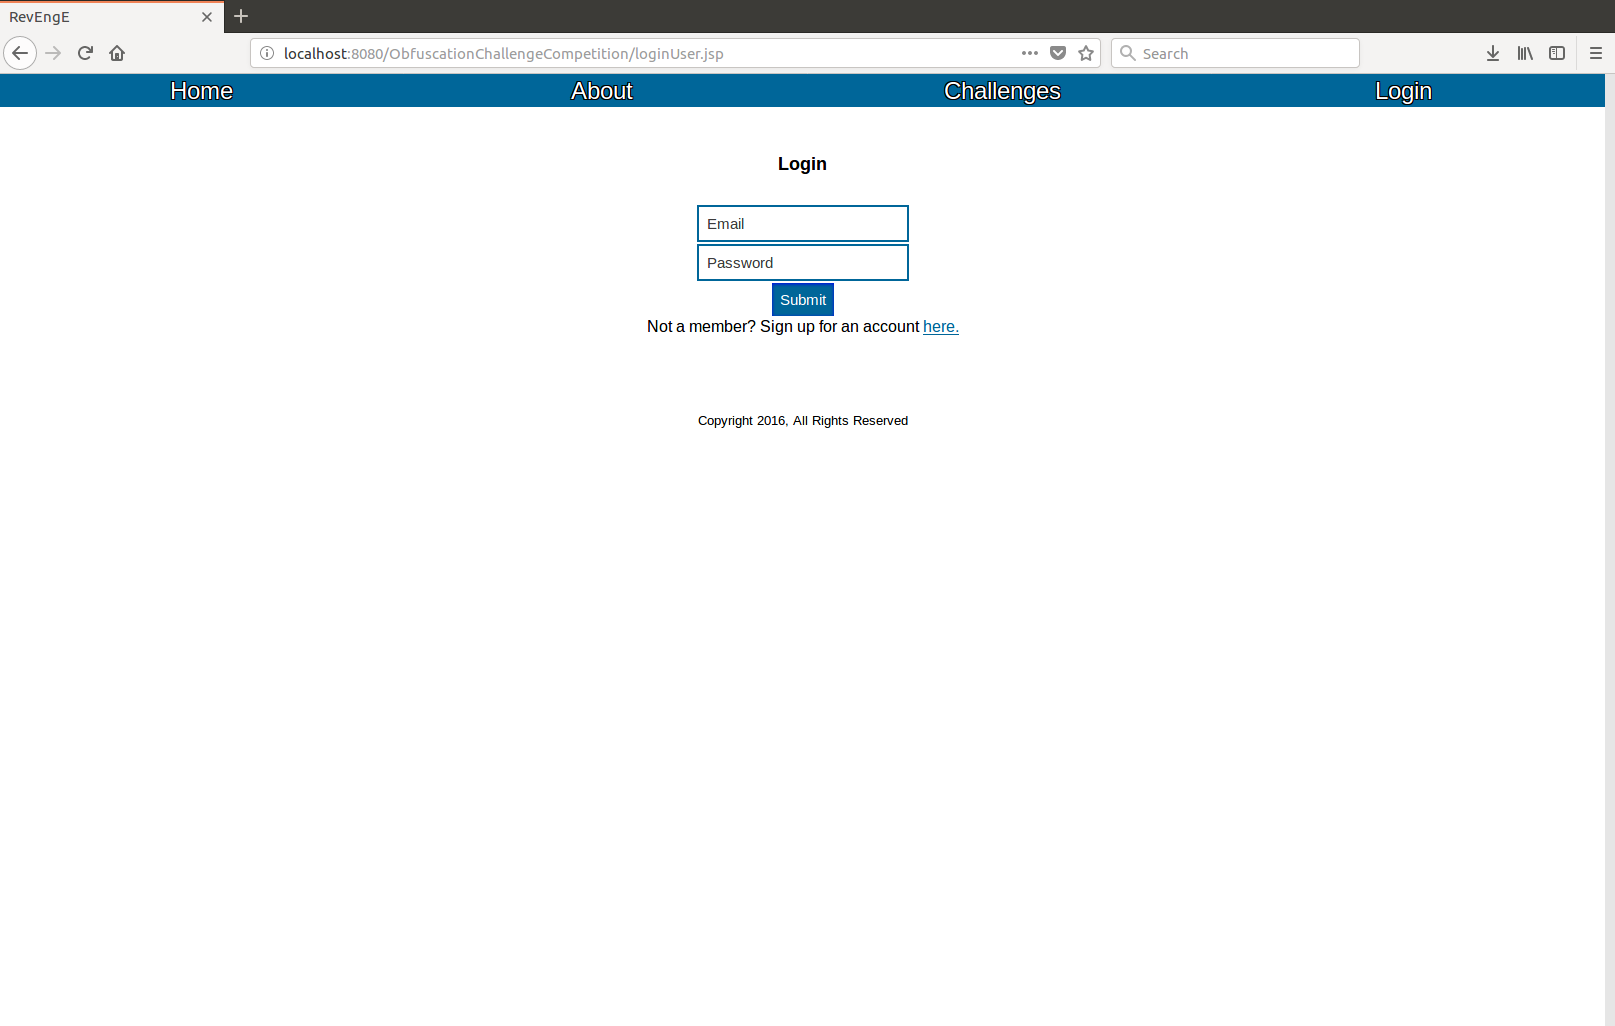 RevEngE
localhost:8080/ObfuscationChallengeCompetition/loginUser.jsp
Search
Home About Challenges Login
Login
Email
Password
Submit
Not a member? Sign up for an account here.
Copyright 2016, All Rights Reserved